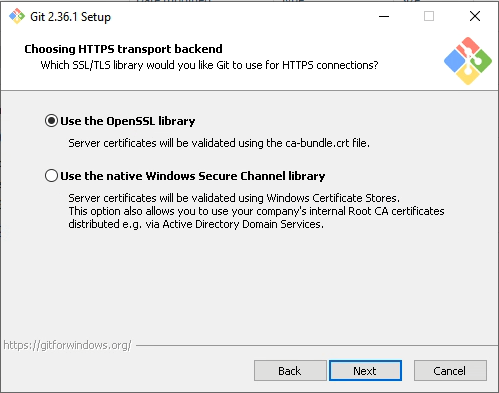 Git 2.36.1 Setup
Choosing HTTPS transport backend
Which SSL/TLS library would you like Git to use for HTTPS connections?
Use the OpenSSL library
Server certificates will be validated using the ca-bundle.crt file.
Use the native Windows Secure Channel library
Server certificates will be validated using Windows Certificate Stores.
This option also allows you to use your company's internal Root CA certificates
distributed e.g. via Active Directory Domain Services.
https://gitforwindows.org/
Back
Next
Cancel